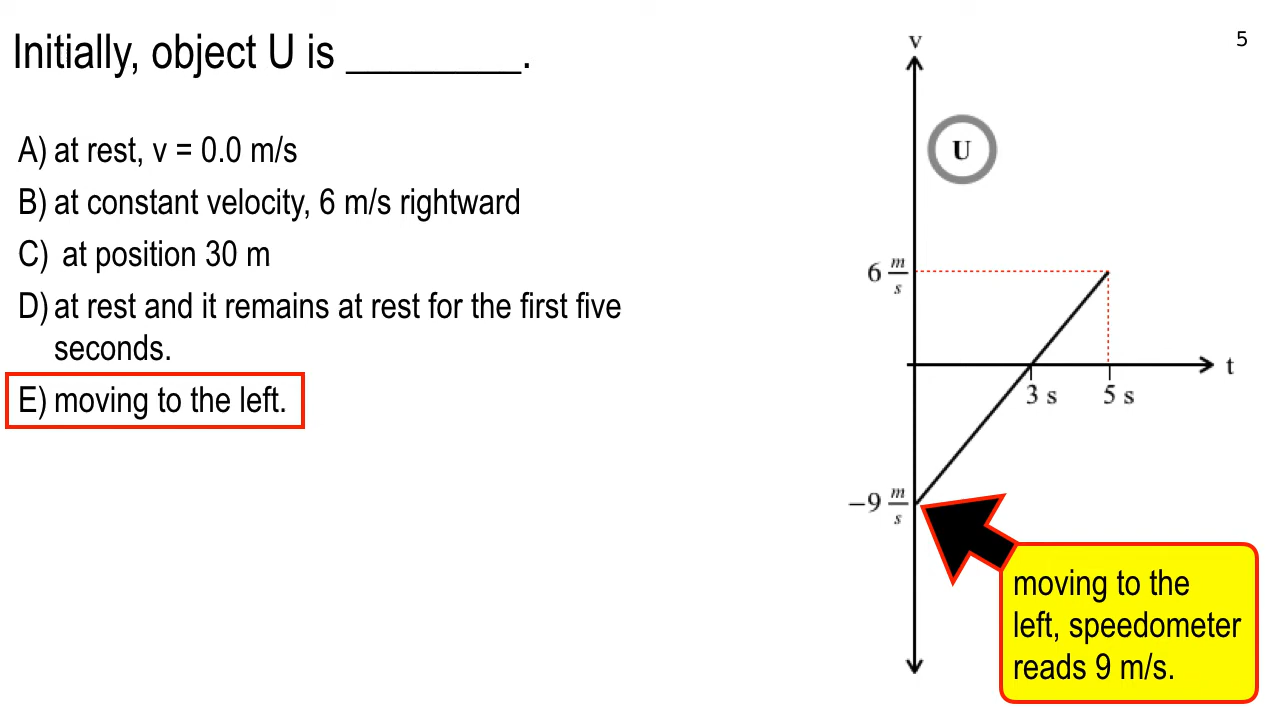 Initially, object U is ________.
5
A) at rest, v = 0.0 m/s
B) at constant velocity, 6 m/s rightward
C) at position 30 m
D) at rest and it remains at rest for the first five
seconds.
E) moving to the left.
v
U
6 m/s
t
3 s 5 s
−9 m/s
moving to the
left, speedometer
reads 9 m/s.